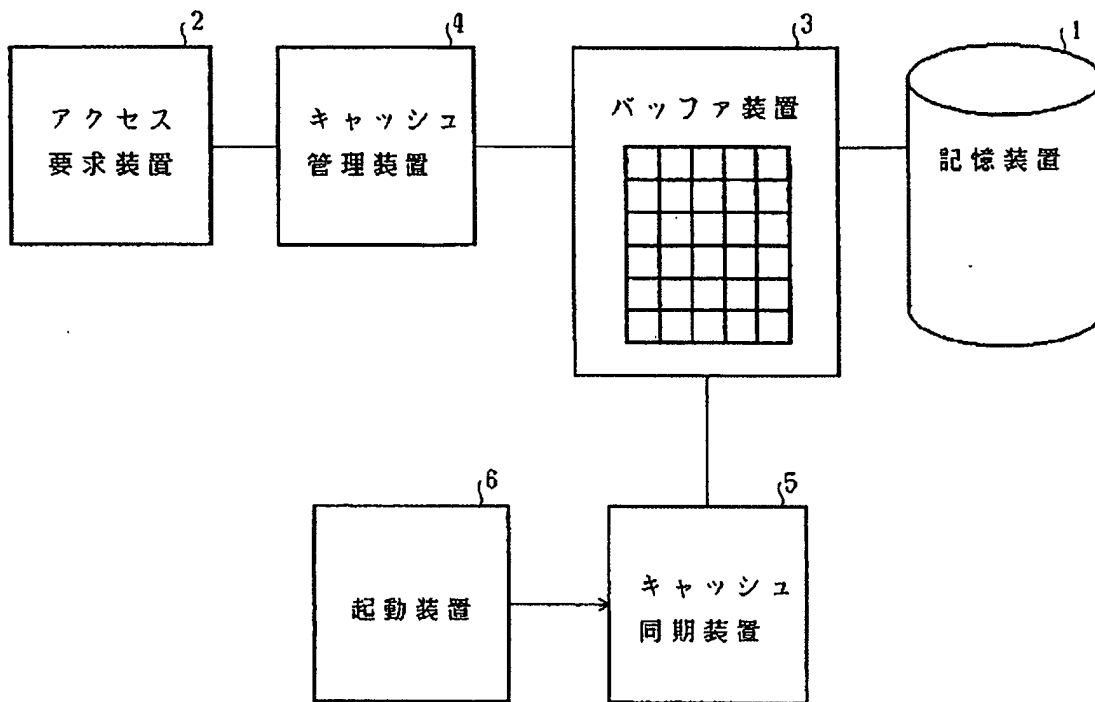 2
アクセス
要求装置
4
キャッシュ
管理装置
3
バッファ装置
1
記憶装置
6
起動装置
5
キャッシュ
同期装置